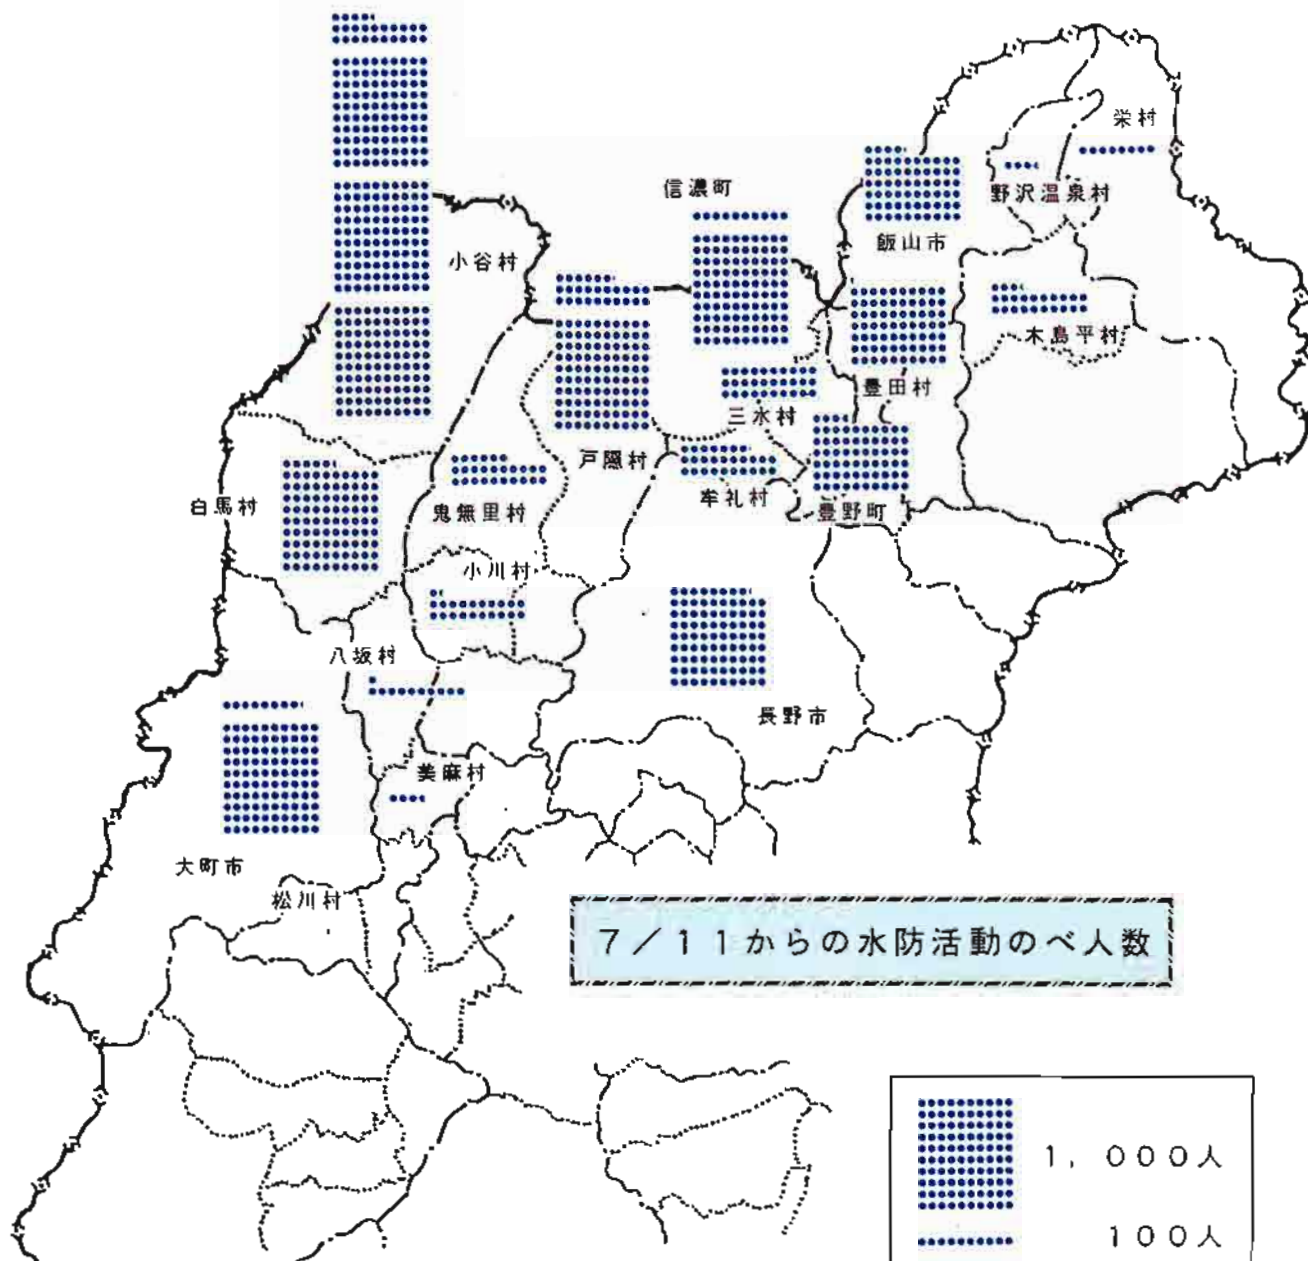 栄村
信濃町
野沢温泉村
飯山市
小谷村
木島平村
豊田村
三水村
戸隠村
牟礼村
白馬村
鬼無里村
豊野町
小川村
八坂村
長野市
美麻村
大町市
松川村
7/11からの水防活動のべ人数
1,000人
100人